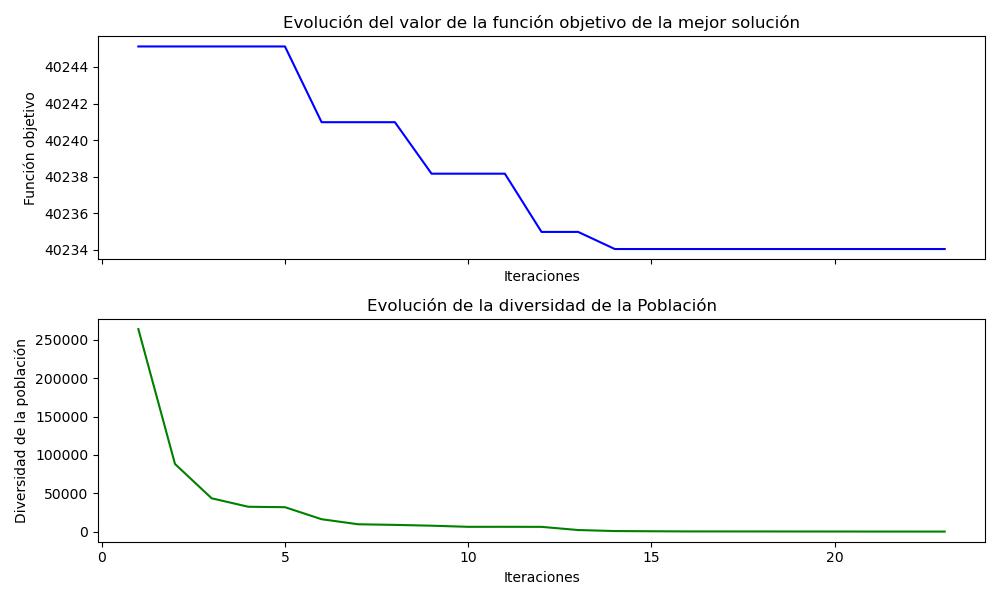 Evolución del valor de la función objetivo de la mejor solución
Función objetivo
40244
40242
40240
40238
40236
40234
Iteraciones
Evolución de la diversidad de la Población
Diversidad de la población
250000
200000
150000
100000
50000
0
0 5 10 15 20
Iteraciones